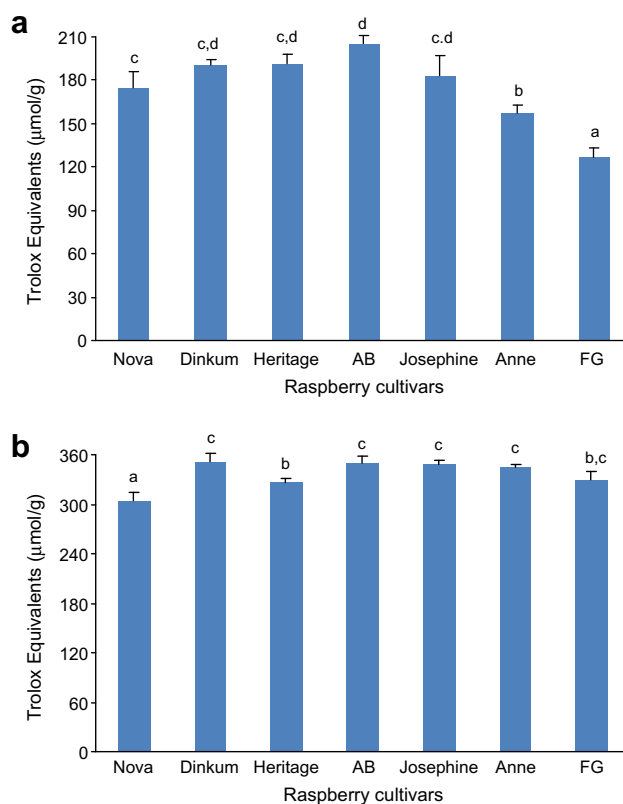 a
Trolox Equivalents (µmol/g)
210
180
150
120
90
60
30
0
c
c,d
c,d
d
c.d
b
a
Nova Dinkum Heritage AB Josephine Anne FG
Raspberry cultivars
b
Trolox Equivalents (µmol/g)
360
300
240
180
120
60
0
a
c
b
c
c
c
b,c
Nova Dinkum Heritage AB Josephine Anne FG
Raspberry cultivars